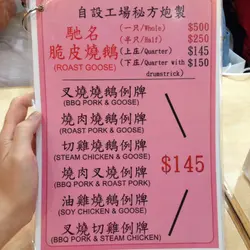 自設工場秘方炮製
馳名 (一只/Whole) $500
(半只/Half) $250
脆皮燒鵝 (上庄/Quarter) $145
(ROAST GOOSE) (下庄/Quarter with drumstrick) $150
叉燒燒鵝例牌
(BBQ PORK & GOOSE)
燒肉燒鵝例牌
(ROAST PORK & GOOSE)
切雞燒鵝例牌
(STEAM CHICKEN & GOOSE)
$145
燒肉叉燒例牌
(BBQ PORK & ROAST PORK)
油雞燒鵝例牌
(SOY CHICKEN & GOOSE)
叉燒切雞例牌
(BBQ PORK & STEAM CHICKEN)